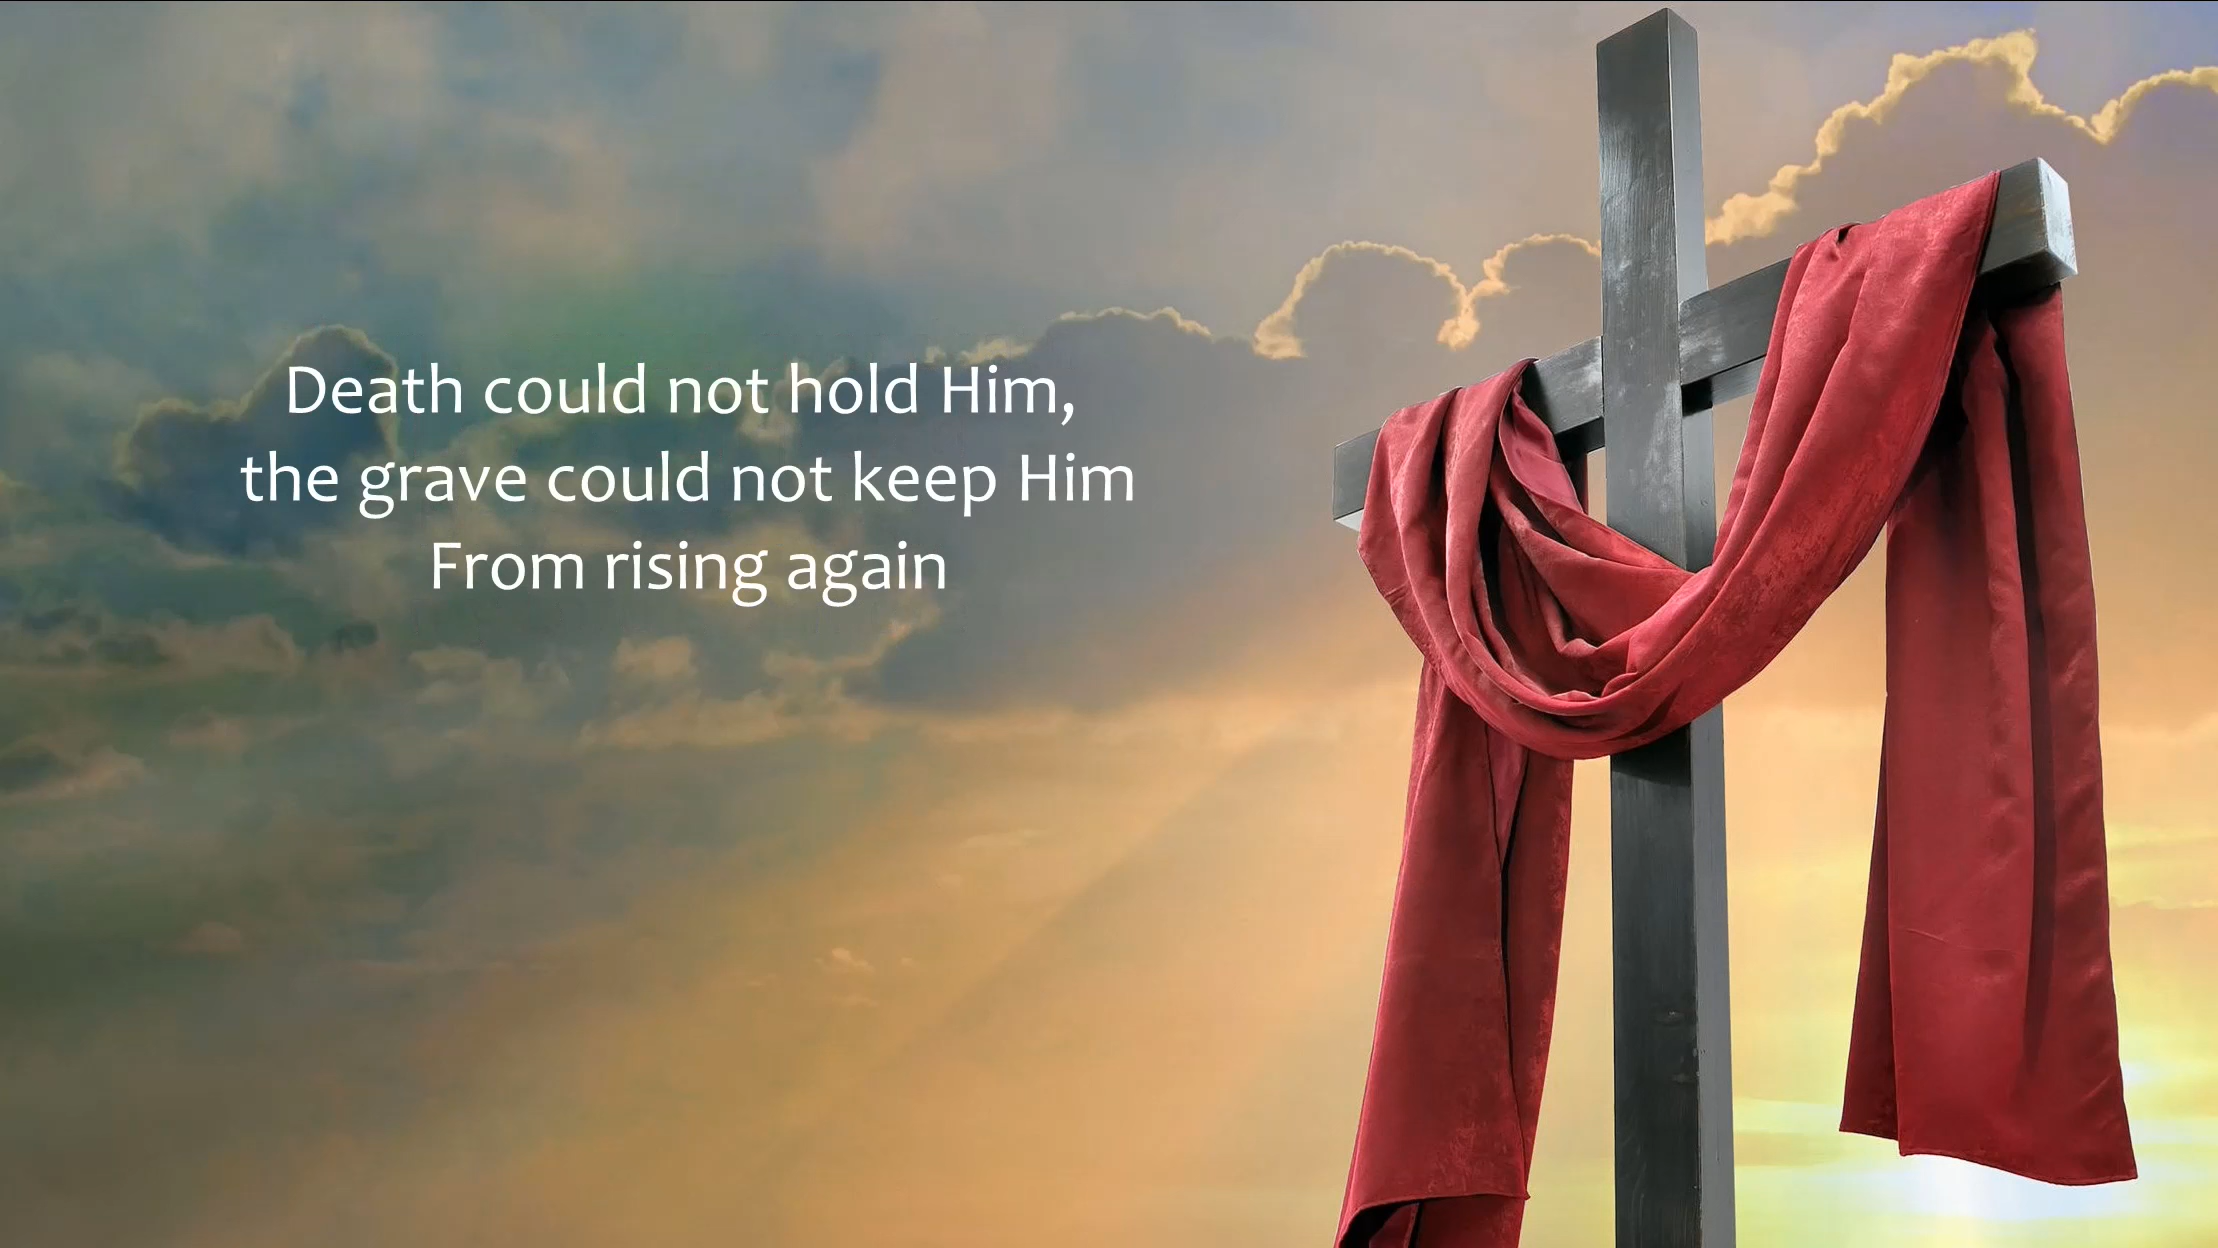 Death could not hold Him,
the grave could not keep Him
From rising again